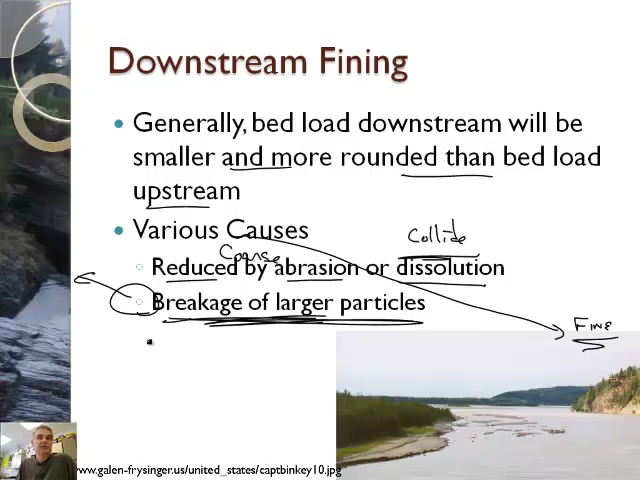 Downstream Fining
Generally, bed load downstream will be
smaller and more rounded than bed load
upstream
Various Causes
Coarse
Collide
Reduced by abrasion or dissolution
Breakage of larger particles
Fine
www.galen-frysinger.us/united_states/captbinkey10.jpg